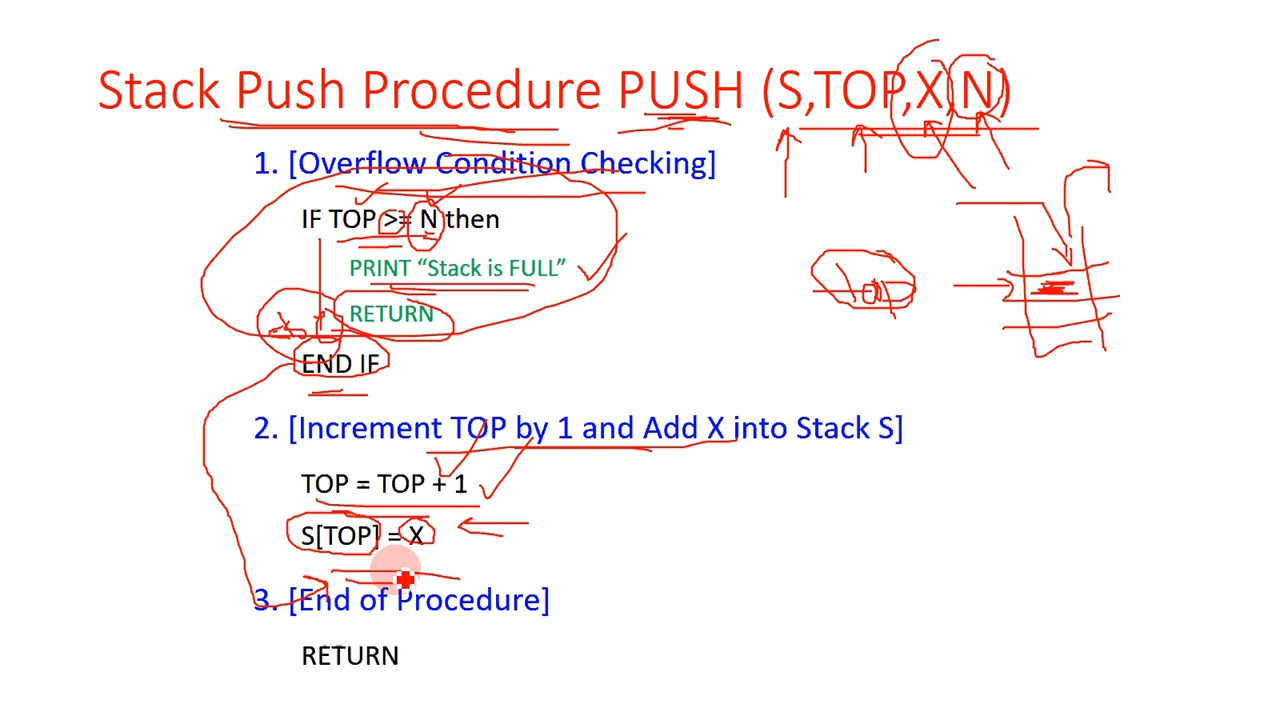 Stack Push Procedure PUSH (S,TOP,X,N)
1. [Overflow Condition Checking]
IF TOP >= N then
PRINT “Stack is FULL”
RETURN
END IF
2. [Increment TOP by 1 and Add X into Stack S]
TOP = TOP + 1
S[TOP] = X
3. [End of Procedure]
RETURN